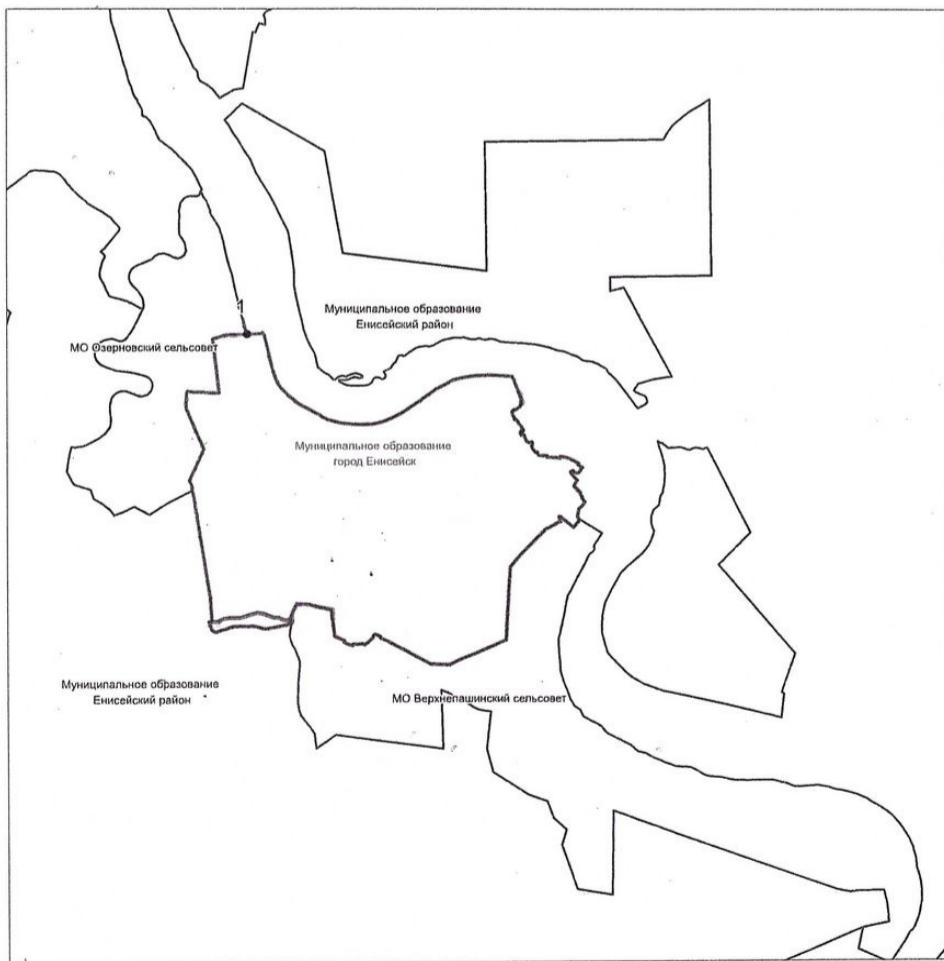 1
Муниципальное образование
Енисейский район
МО Озерновский сельсовет
Муниципальное образование
город Енисейск
Муниципальное образование
Енисейский район
МО Верхнепашинский сельсовет